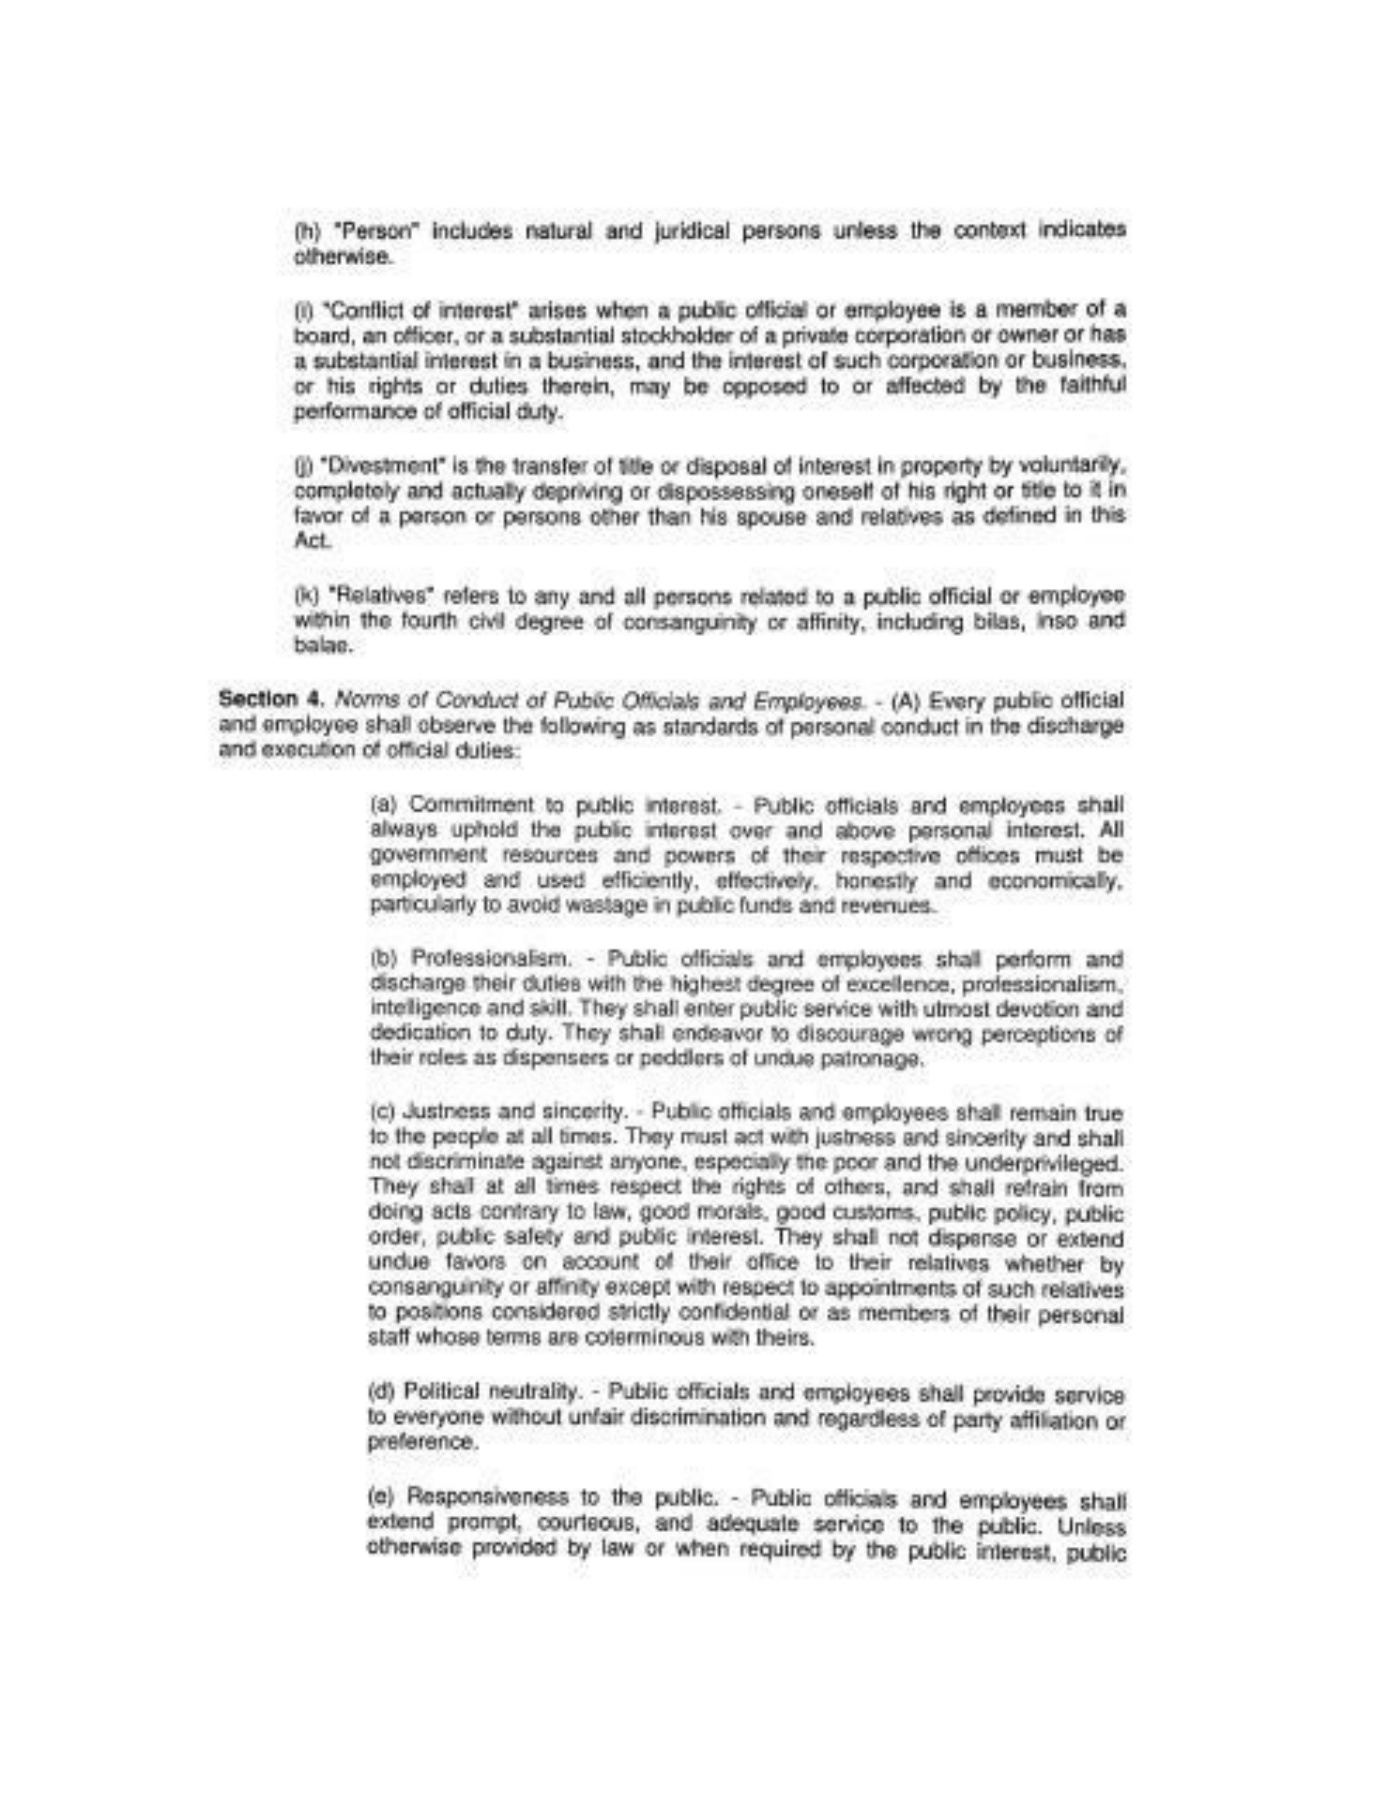 (h) "Person" includes natural and juridical persons unless the context indicates
otherwise.
(i) "Conflict of interest" arises when a public official or employee is a member of a
board, an officer, or a substantial stockholder of a private corporation or owner or has
a substantial interest in a business, and the interest of such corporation or business,
or his rights or duties therein, may be opposed to or affected by the faithful
performance of official duty.
(j) "Divestment" is the transfer of title or disposal of interest in property by voluntarily,
completely and actually depriving or dispossessing oneself of his right or title to it in
favor of a person or persons other than his spouse and relatives as defined in this
Act.
(k) "Relatives" refers to any and all persons related to a public official or employee
within the fourth civil degree of consanguinity or affinity, including bilas, inso and
balae.
Section 4. Norms of Conduct of Public Officials and Employees. - (A) Every public official
and employee shall observe the following as standards of personal conduct in the discharge
and execution of official duties:
(a) Commitment to public interest. - Public officials and employees shall
always uphold the public interest over and above personal interest. All
government resources and powers of their respective offices must be
employed and used efficiently, effectively, honestly and economically,
particularly to avoid wastage in public funds and revenues.
(b) Professionalism. - Public officials and employees shall perform and
discharge their duties with the highest degree of excellence, professionalism,
intelligence and skill. They shall enter public service with utmost devotion and
dedication to duty. They shall endeavor to discourage wrong perceptions of
their roles as dispensers or peddlers of undue patronage.
(c) Justness and sincerity. - Public officials and employees shall remain true
to the people at all times. They must act with justness and sincerity and shall
not discriminate against anyone, especially the poor and the underprivileged.
They shall at all times respect the rights of others, and shall refrain from
doing acts contrary to law, good morals, good customs, public policy, public
order, public safety and public interest. They shall not dispense or extend
undue favors on account of their office to their relatives whether by
consanguinity or affinity except with respect to appointments of such relatives
to positions considered strictly confidential or as members of their personal
staff whose terms are coterminous with theirs.
(d) Political neutrality. - Public officials and employees shall provide service
to everyone without unfair discrimination and regardless of party affiliation or
preference.
(e) Responsiveness to the public. - Public officials and employees shall
extend prompt, courteous, and adequate service to the public. Unless
otherwise provided by law or when required by the public interest, public